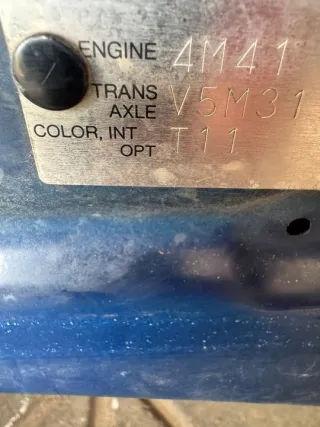 ENGINE 4M41
TRANS
AXLE V5M31
COLOR, INT T11
OPT